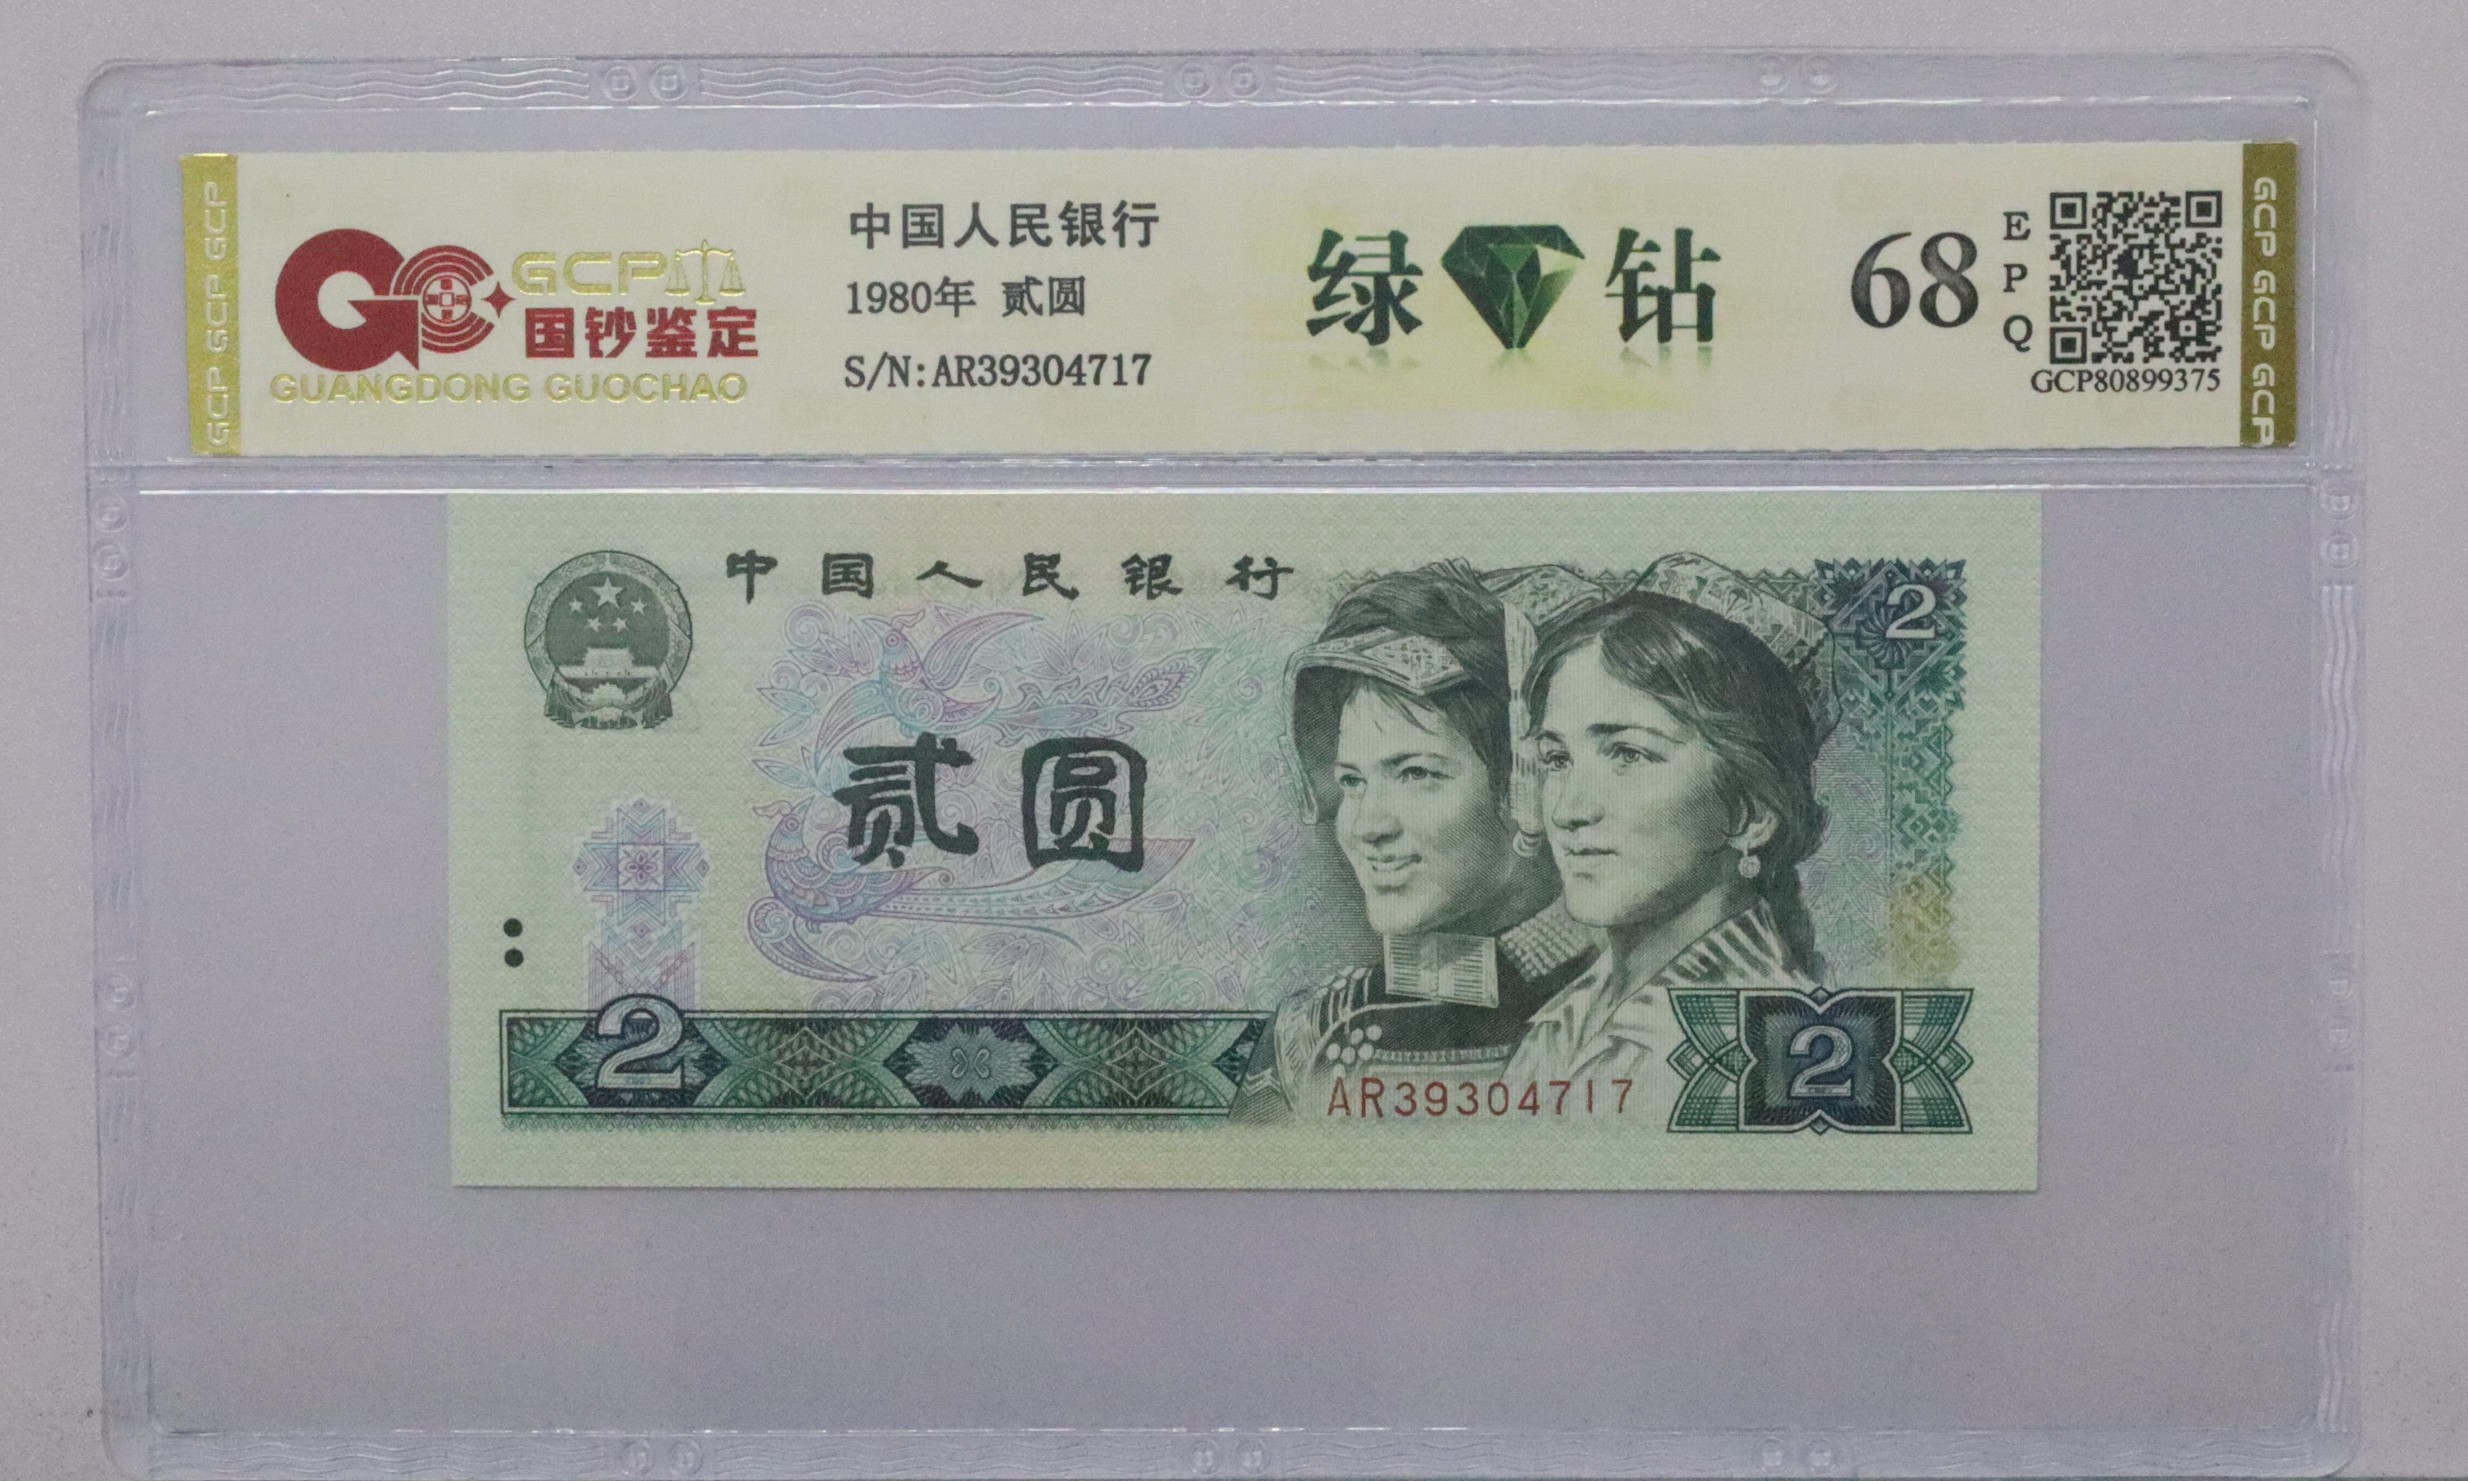 GCP GCP GCP
GCP
国钞鉴定
GUANGDONG GUOCHAO
中国人民银行
1980年 贰圆
S/N:AR39304717
绿 钻
68
EPQ
GCP80899375
GCP GCP GCP
中国人民银行
2
贰圆
2
AR39304717
2